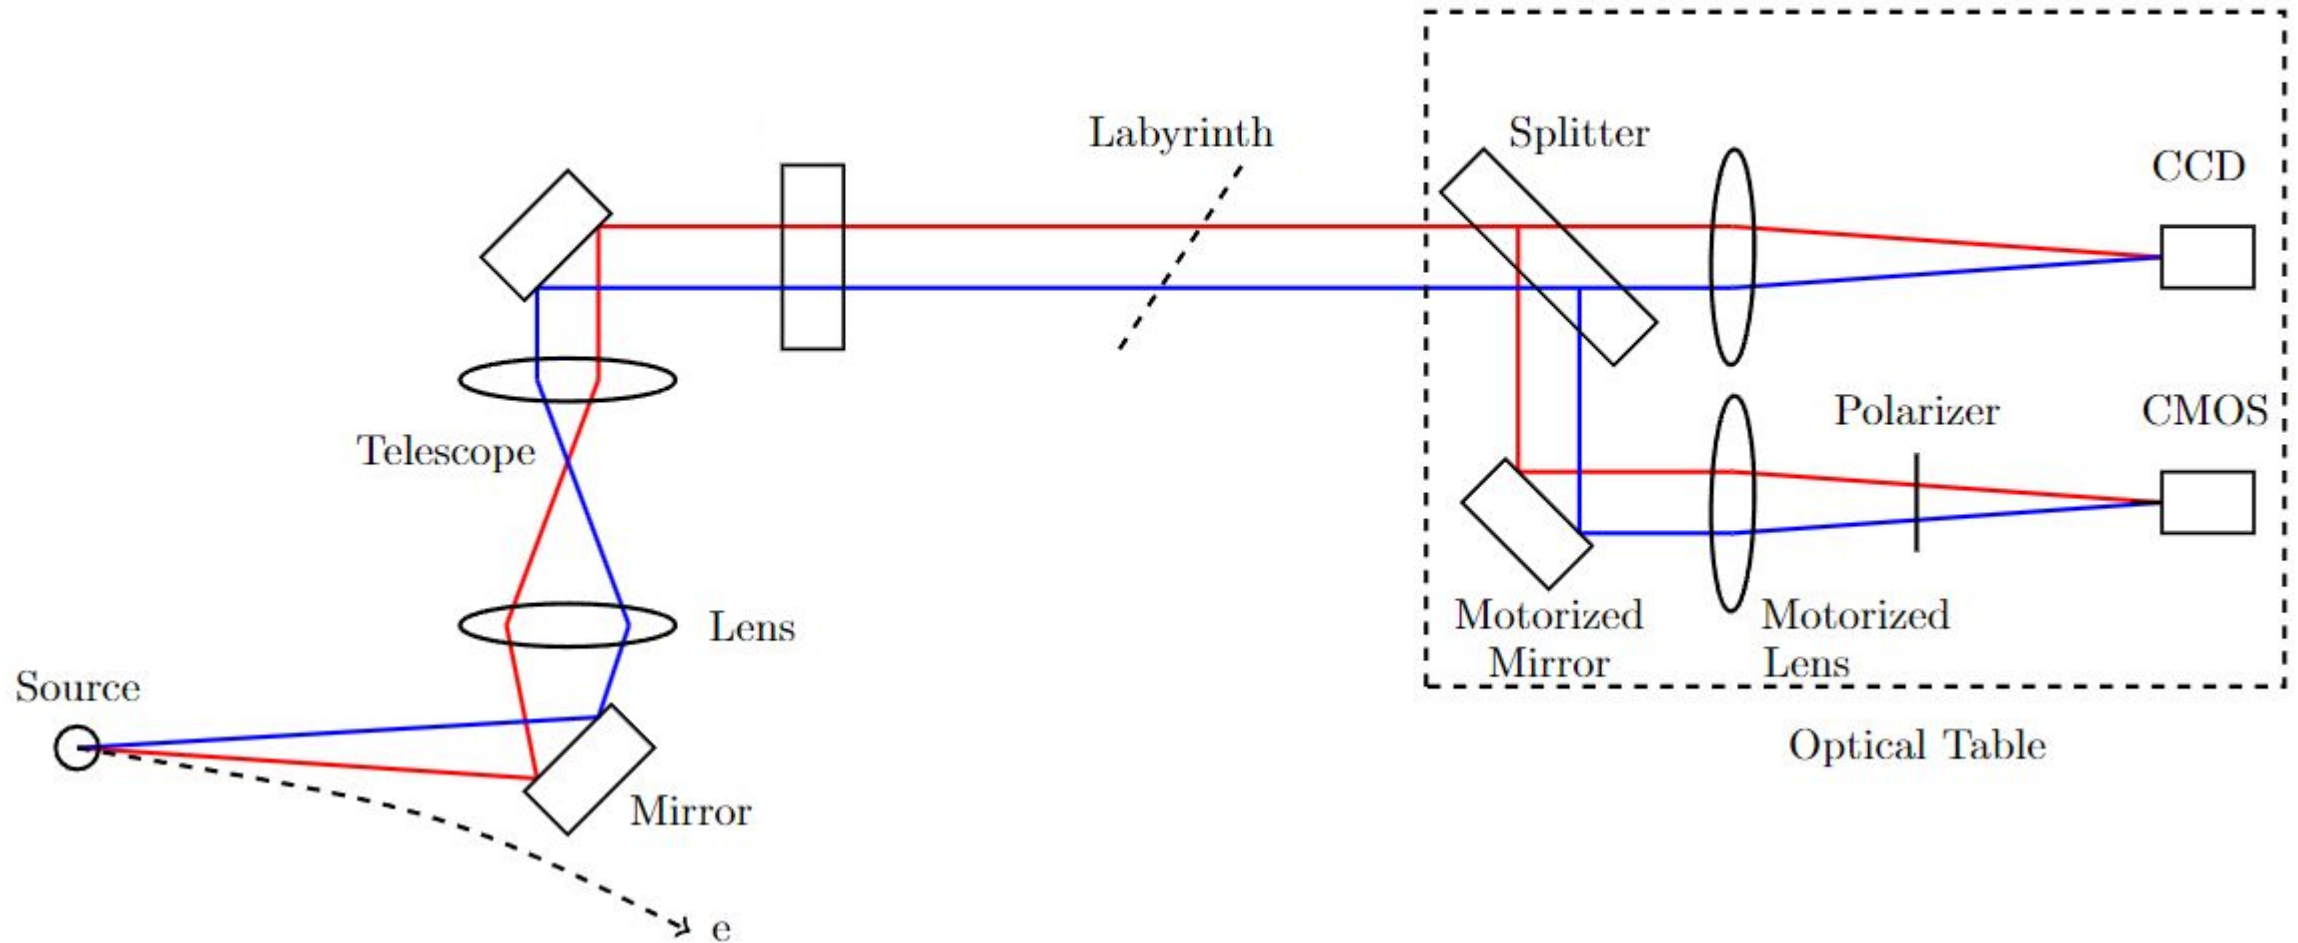 Labyrinth
Splitter
CCD
Polarizer
CMOS
Telescope
Motorized
Mirror
Motorized
Lens
Lens
Source
Optical Table
Mirror
e